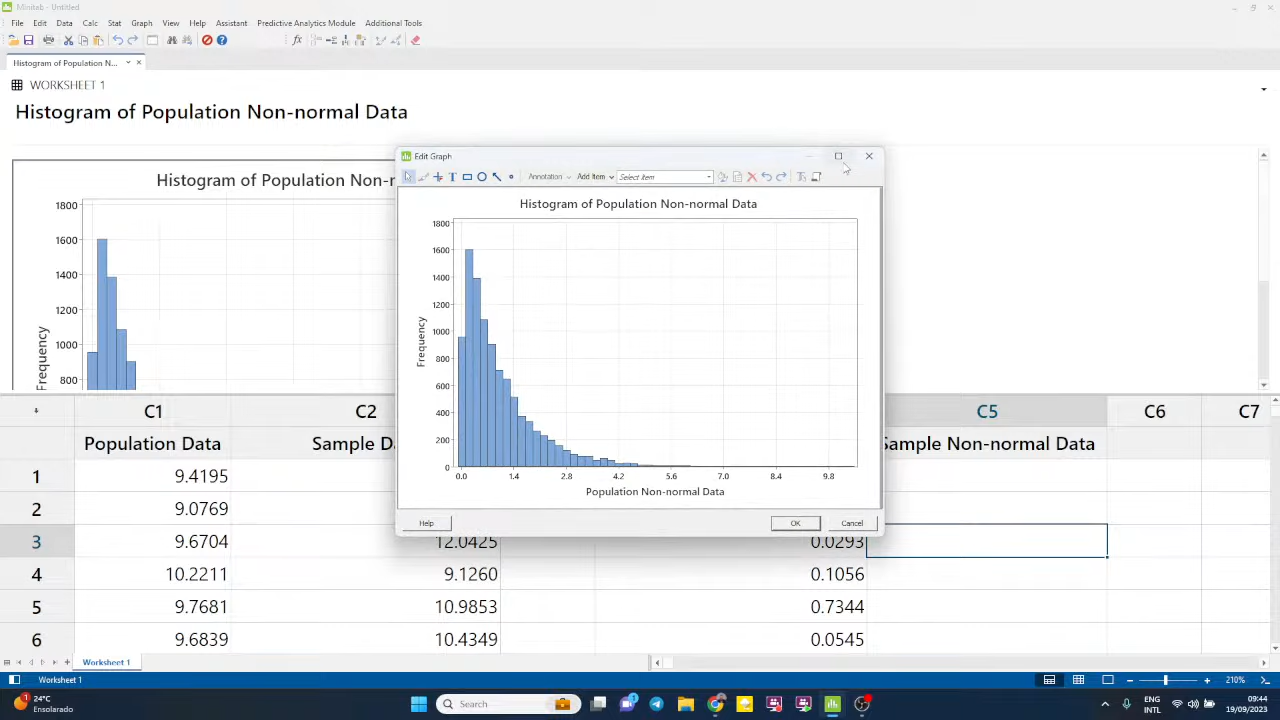 Minitab - Untitled
File Edit Data Calc Stat Graph View Help Assistant Predictive Analytics Module Additional Tools
Histogram of Population N...
WORKSHEET 1
Histogram of Population Non-normal Data
Histogram of Population Non-r
1800
1600
1400
1200
1000
800
Frequency
Edit Graph
T Annotation Add Item Select Item
Histogram of Population Non-normal Data
1800
1600
1400
1200
1000
800
600
400
200
0
Frequency
0.0 1.4 2.8 4.2 5.6 7.0 8.4 9.8
Population Non-normal Data
Help OK Cancel
C1 C2 C5 C6 C7
Population Data Sample Da Sample Non-normal Data
1 9.4195
2 9.0769
3 9.6704 12.0425 0.0293
4 10.2211 9.1260 0.1056
5 9.7681 10.9853 0.7344
6 9.6839 10.4349 0.0545
Worksheet 1
Worksheet 1 210%
24°C
Ensolarado
Search
ENG
INTL
09:44
19/09/2023